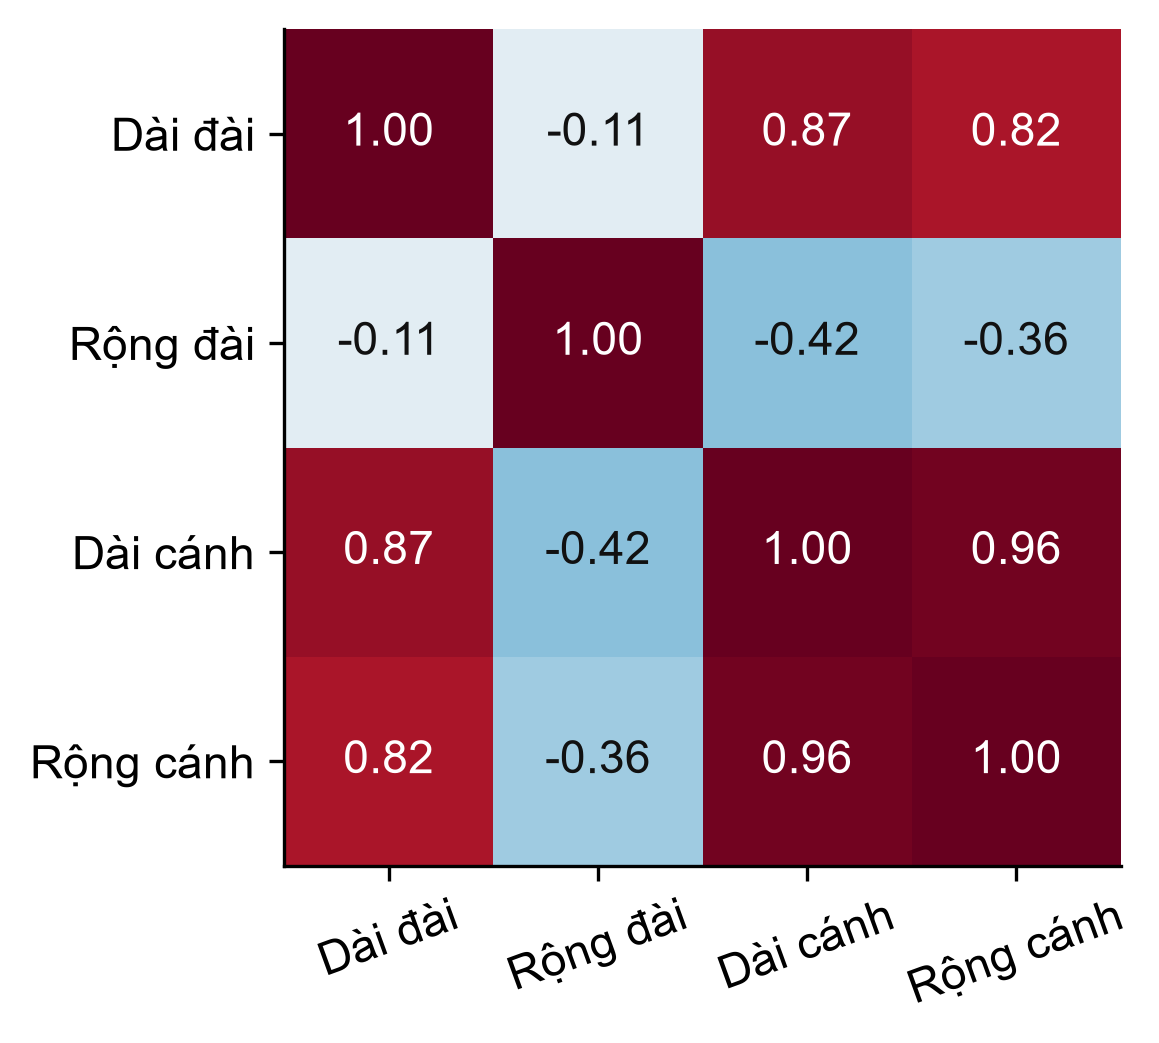 Dài đài 1.00 -0.11 0.87 0.82
Rộng đài -0.11 1.00 -0.42 -0.36
Dài cánh 0.87 -0.42 1.00 0.96
Rộng cánh 0.82 -0.36 0.96 1.00
Dài đài Rộng đài Dài cánh Rộng cánh